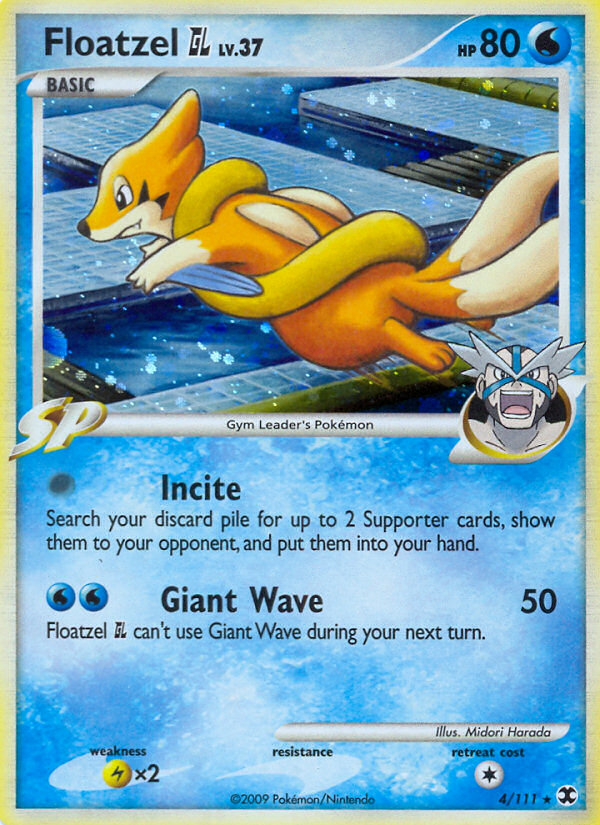 Floatzel GL LV.37 HP 80
BASIC
SP
Gym Leader's Pokémon
Incite
Search your discard pile for up to 2 Supporter cards, show
them to your opponent, and put them into your hand.
Giant Wave 50
Floatzel GL can't use Giant Wave during your next turn.
Illus. Midori Harada
weakness resistance retreat cost
×2
©2009 Pokémon/Nintendo 4/111 ★